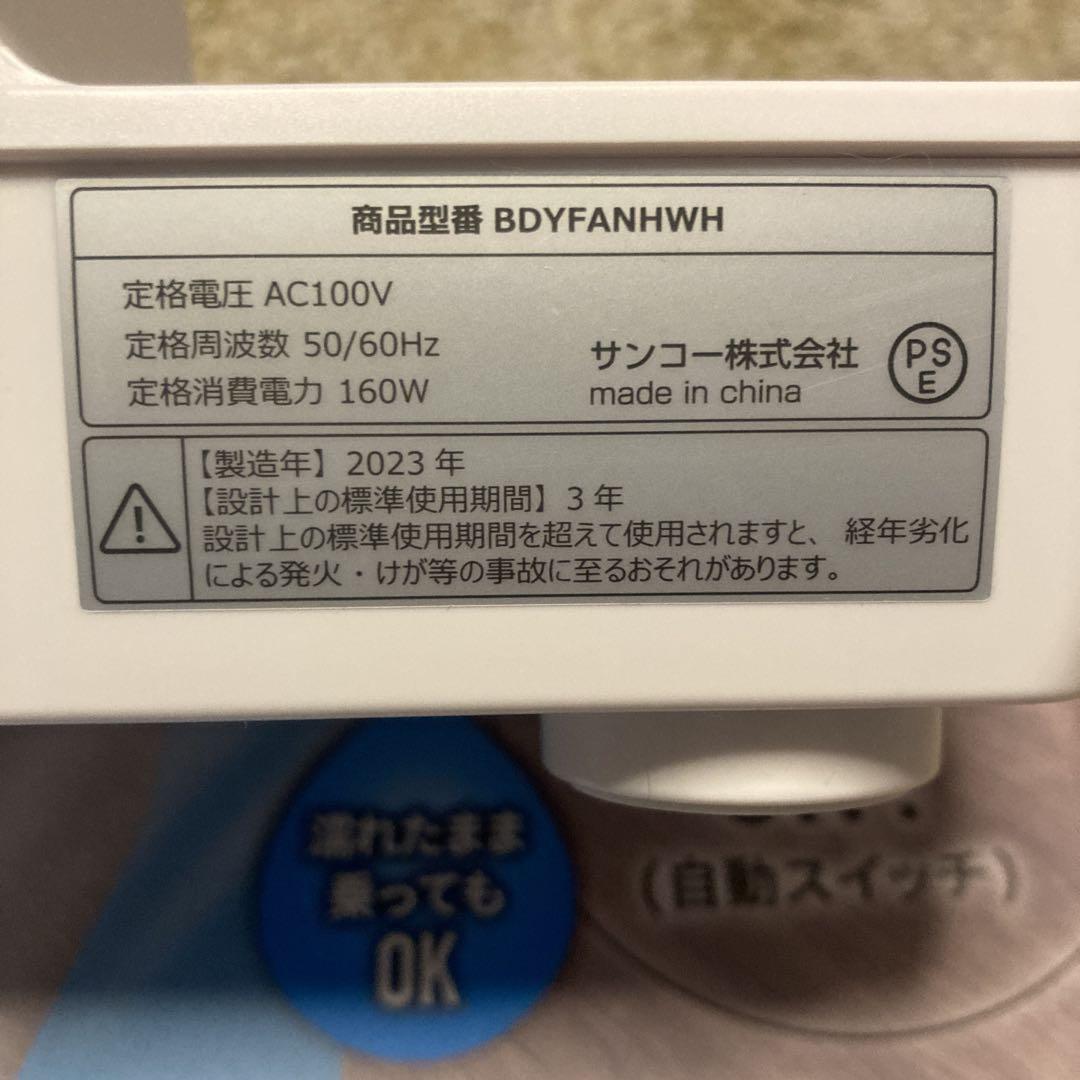 商品型番 BDYFANHWH
定格電圧 AC100V
定格周波数 50/60Hz
定格消費電力 160W
サンコー株式会社
made in china
PS
E
【製造年】2023 年
【設計上の標準使用期間】3 年
設計上の標準使用期間を超えて使用されますと、 経年劣化
による発火・けが等の事故に至るおそれがあります。
濡れたまま
乗っても
OK
(自動スイッチ)